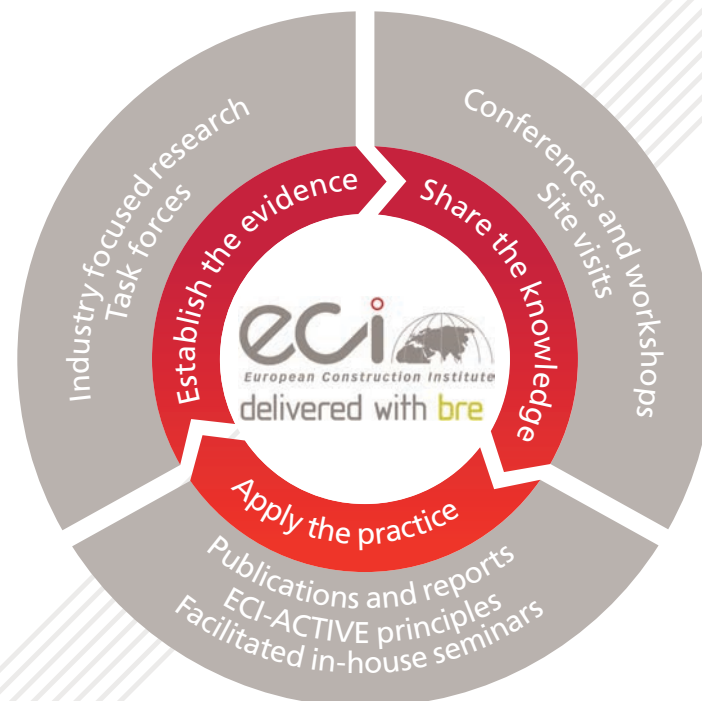 Industry focused research
Task forces
Establish the evidence
Conferences and workshops
Site visits
Share the knowledge
eci
European Construction Institute
delivered with bre
Apply the practice
Publications and reports
ECI-ACTIVE principles
Facilitated in-house seminars